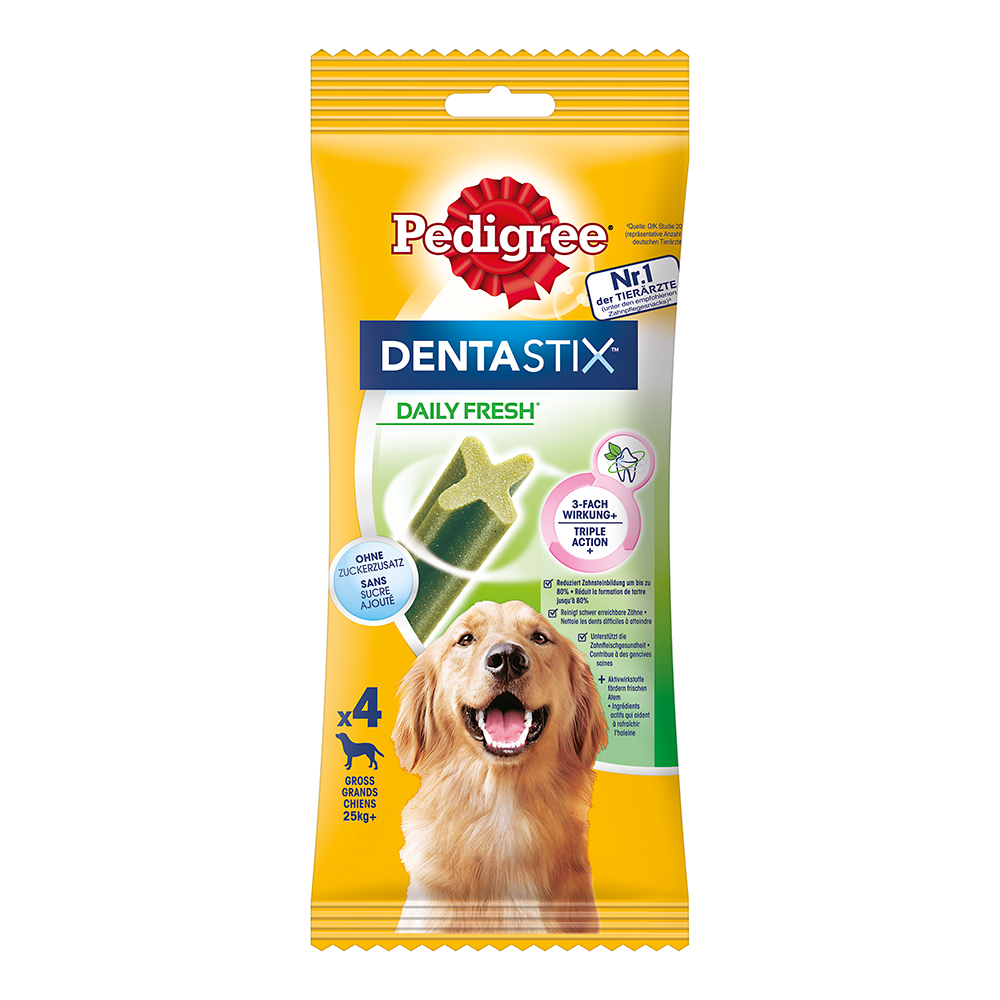 Pedigree®
⁴Quelle: GfK Studie 20
(repräsentative Anzahl
deutschen Tierärzte
Nr.1
der TIERÄRZTE
(unter den empfohlenen
Zahnpflegesnacks)⁴
DENTASTIX™
DAILY FRESH*
3-FACH
WIRKUNG+
TRIPLE
ACTION
+
OHNE
ZUCKERZUSATZ
SANS
SUCRE
AJOUTÉ
Reduziert Zahnsteinbildung um bis zu
80% • Réduit la formation de tartre
jusqu'à 80%
Reinigt schwer erreichbare Zähne •
Nettoie les dents difficiles à atteindre
Unterstützt die
Zahnfleischgesundheit •
Contribue à des gencives
saines
+ Aktivwirkstoffe
fördern frischen
Atem
• Ingrédients
actifs qui aident
à rafraîchir
l'haleine
x4
GROSS
GRANDS
CHIENS
25kg+